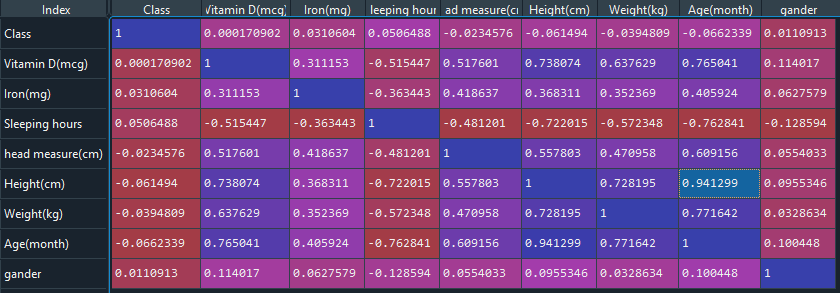 Index Class Vitamin D(mcg) Iron(mg) leeping hour ad measure(cr Height(cm) Weight(kg) Age(month) gander
Class 1 0.000170902 0.0310604 0.0506488 -0.0234576 -0.061494 -0.0394809 -0.0662339 0.0110913
Vitamin D(mcg) 0.000170902 1 0.311153 -0.515447 0.517601 0.738074 0.637629 0.765041 0.114017
Iron(mg) 0.0310604 0.311153 1 -0.363443 0.418637 0.368311 0.352369 0.405924 0.0627579
Sleeping hours 0.0506488 -0.515447 -0.363443 1 -0.481201 -0.722015 -0.572348 -0.762841 -0.128594
head measure(cm) -0.0234576 0.517601 0.418637 -0.481201 1 0.557803 0.470958 0.609156 0.0554033
Height(cm) -0.061494 0.738074 0.368311 -0.722015 0.557803 1 0.728195 0.941299 0.0955346
Weight(kg) -0.0394809 0.637629 0.352369 -0.572348 0.470958 0.728195 1 0.771642 0.0328634
Age(month) -0.0662339 0.765041 0.405924 -0.762841 0.609156 0.941299 0.771642 1 0.100448
gander 0.0110913 0.114017 0.0627579 -0.128594 0.0554033 0.0955346 0.0328634 0.100448 1